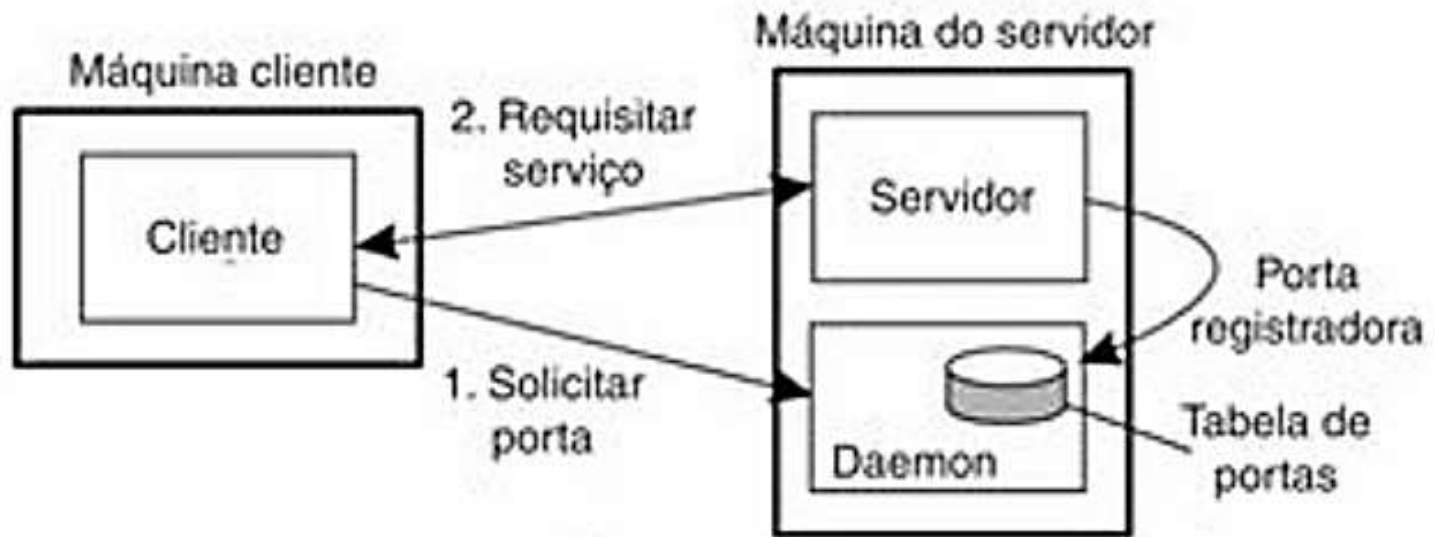 Máquina cliente
Cliente
2. Requisitar
serviço
1. Solicitar
porta
Máquina do servidor
Servidor
Daemon
Porta
registradora
Tabela de
portas